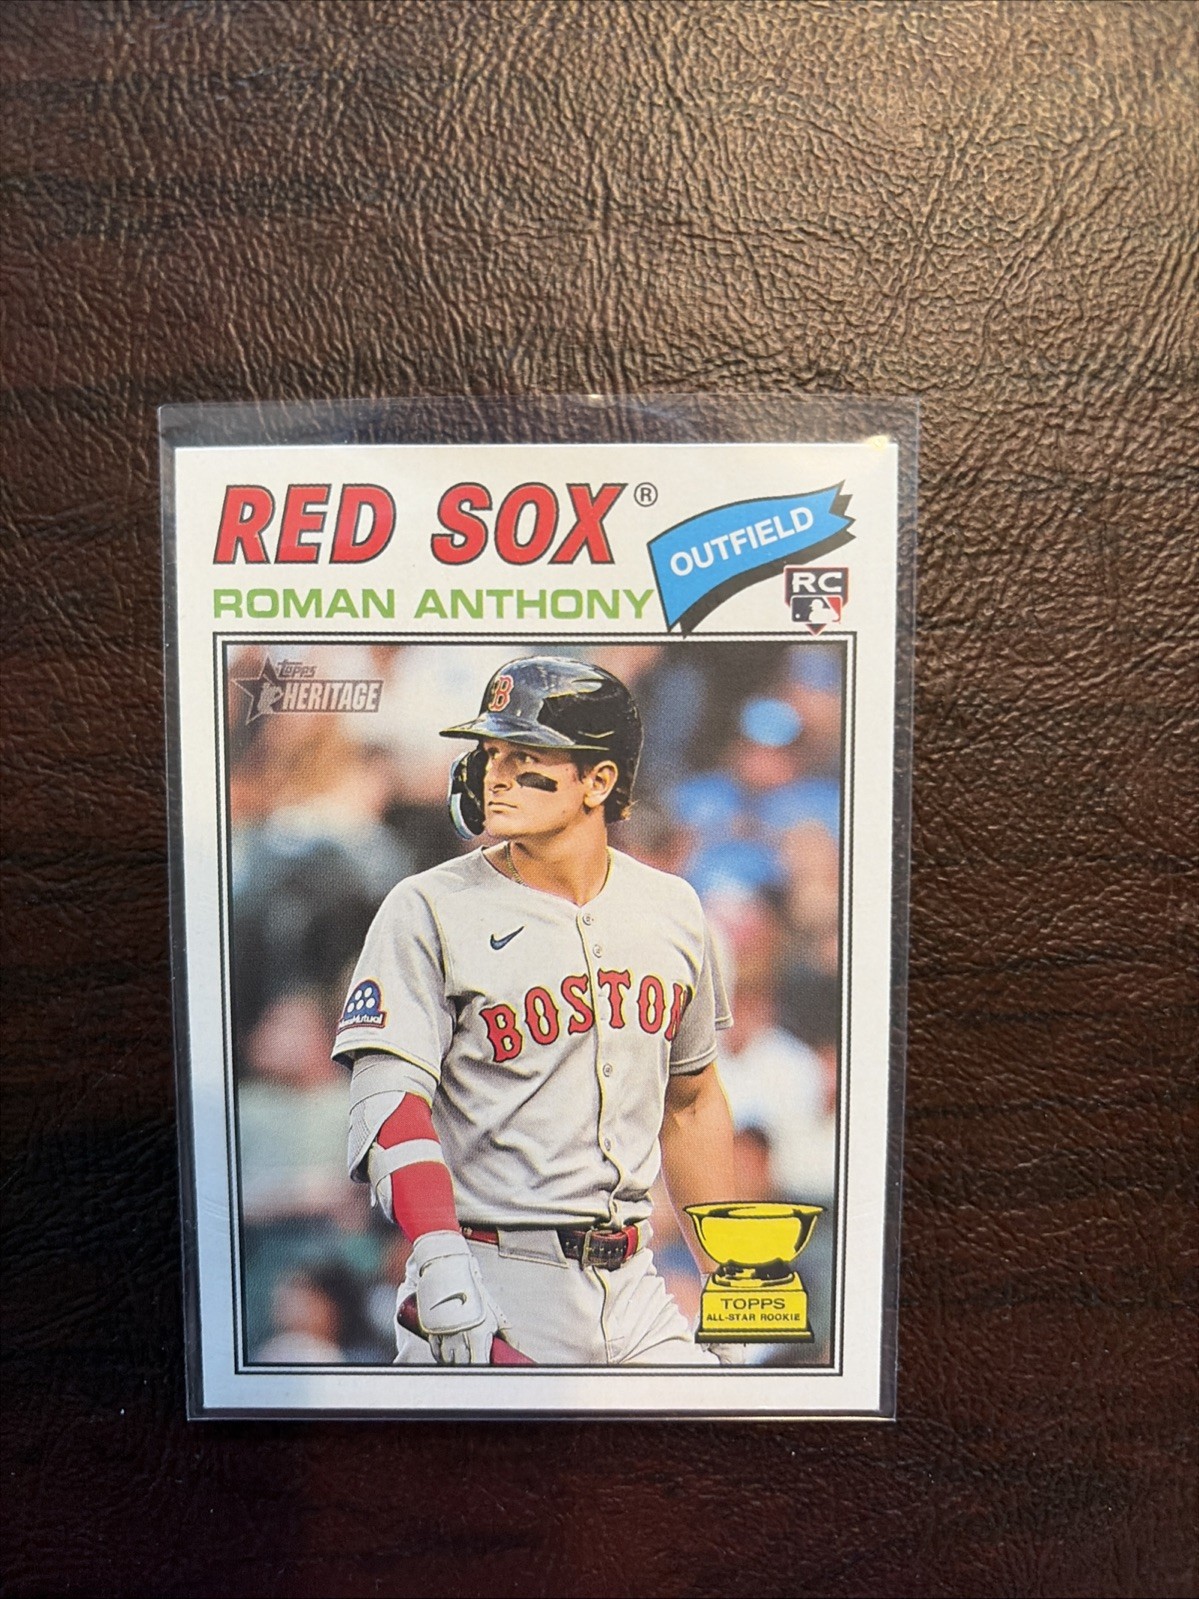 RED SOX®
OUTFIELD
ROMAN ANTHONY
RC
Topps
HERITAGE
B
BOSTON
TOPPS
ALL-STAR ROOKIE